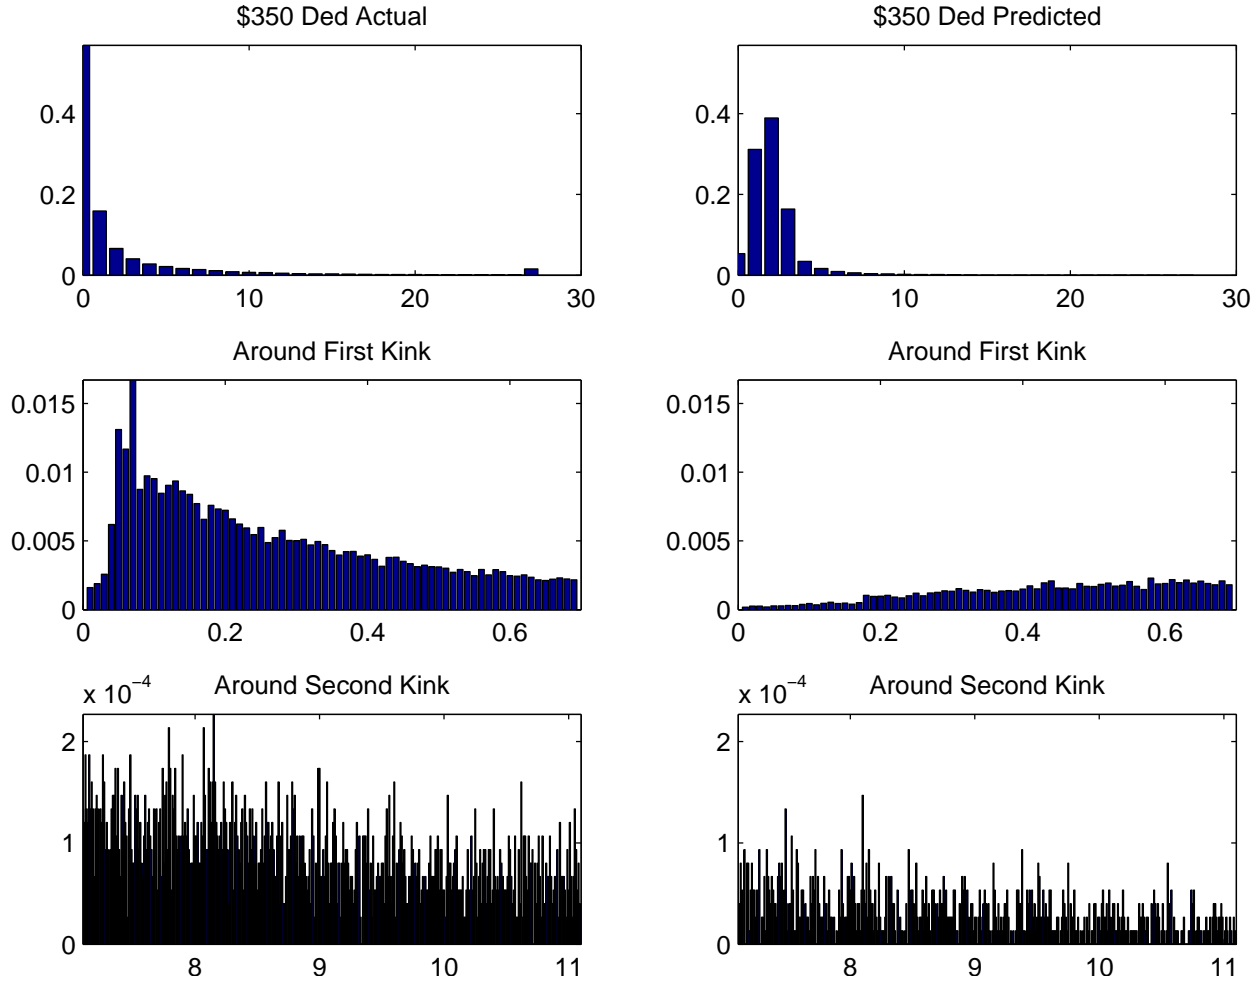 $350 Ded Actual
0.4
0.2
0
0 10 20 30
$350 Ded Predicted
0.4
0.2
0
0 10 20 30
Around First Kink
0.015
0.01
0.005
0
0 0.2 0.4 0.6
Around First Kink
0.015
0.01
0.005
0
0 0.2 0.4 0.6
x 10−4
Around Second Kink
2
1
0
8 9 10 11
x 10−4
Around Second Kink
2
1
0
8 9 10 11